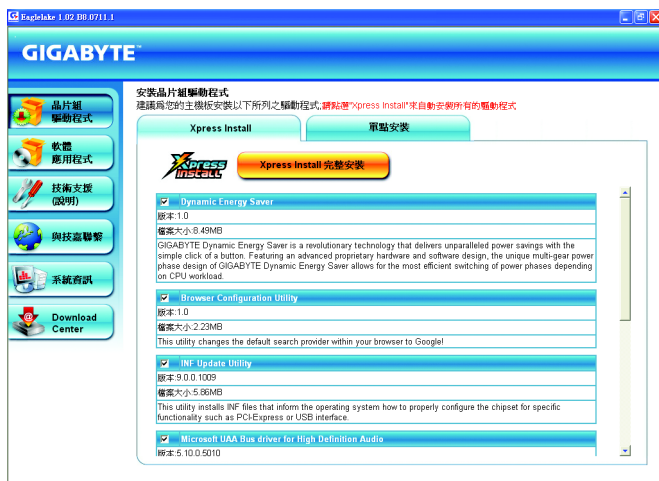 Eaglelake 1.02 B8.0711.1
GIGABYTE™
晶片組
驅動程式
軟體
應用程式
技術支援
(說明)
與技嘉聯繫
系統資訊
Download
Center
安裝晶片組驅動程式
建議為您的主機板安裝以下所列之驅動程式;請點選"Xpress Install"來自動安裝所有的驅動程式
Xpress Install
單點安裝
Xpress
INSTALL
Xpress Install 完整安裝
Dynamic Energy Saver
版本:1.0
檔案大小:8.49MB
GIGABYTE Dynamic Energy Saver is a revolutionary technology that delivers unparalleled power savings with the
simple click of a button. Featuring an advanced proprietary hardware and software design, the unique multi-gear power
phase design of GIGABYTE Dynamic Energy Saver allows for the most efficient switching of power phases depending
on CPU workload.
Browser Configuration Utility
版本:1.0
檔案大小:2.23MB
This utility changes the default search provider within your browser to Google!
INF Update Utility
版本:9.0.0.1009
檔案大小:5.86MB
This utility installs INF files that inform the operating system how to properly configure the chipset for specific
functionality such as PCI-Express or USB interface.
Microsoft UAA Bus driver for High Definition Audio
版本:5.10.0.5010